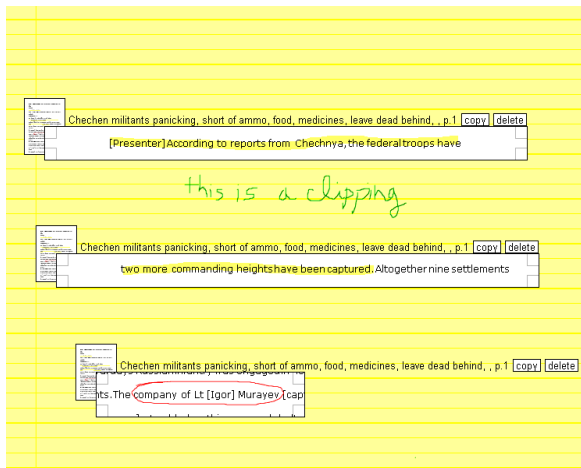 Chechen militants panicking, short of ammo, food, medicines, leave dead behind, , p.1 copy delete
[Presenter]According to reports from Chechnya, the federal troops have
this is a clipping
Chechen militants panicking, short of ammo, food, medicines, leave dead behind, , p.1 copy delete
two more commanding heights have been captured. Altogether nine settlements
Chechen militants panicking, short of ammo, food, medicines, leave dead behind, , p.1 copy delete
nts. The company of Lt [Igor] Murayev [cap